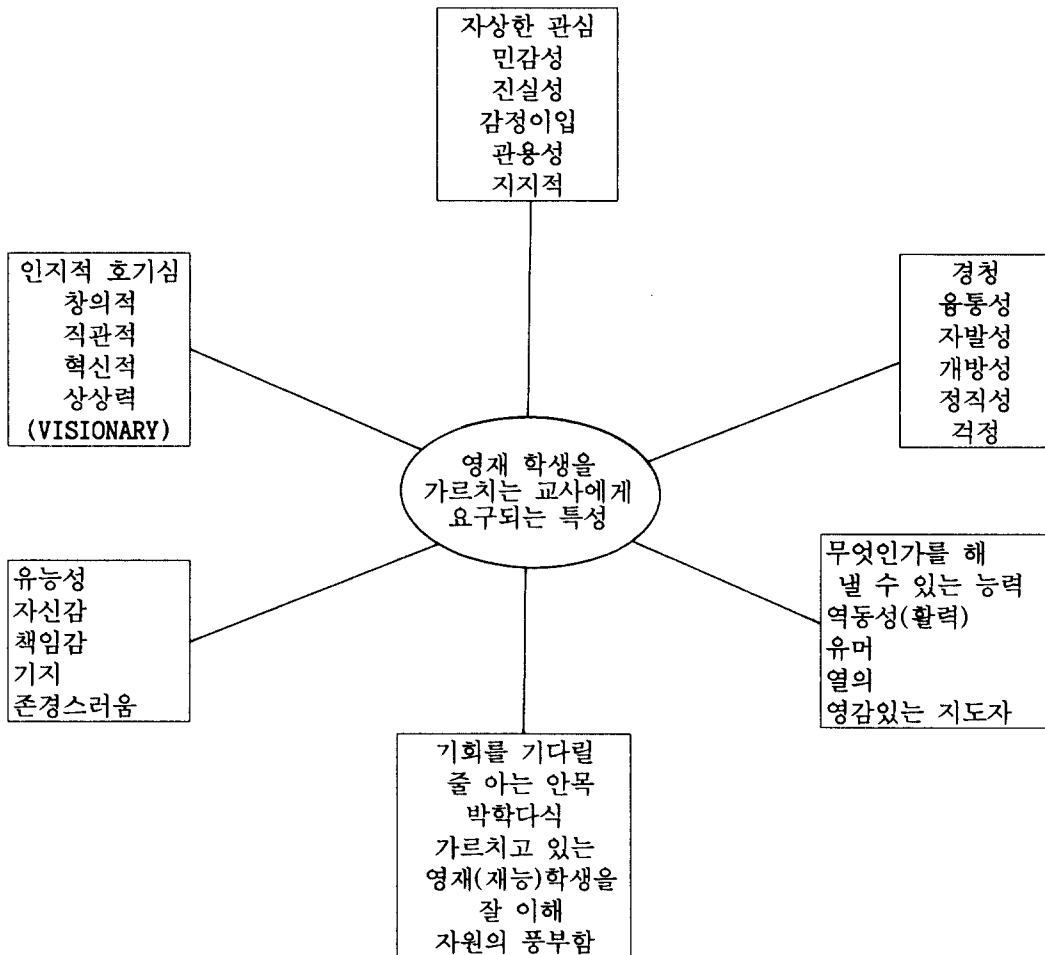 자상한 관심
민감성
진실성
감정이입
관용성
지지적
인지적 호기심
창의적
직관적
혁신적
상상력
(VISIONARY)
경청
융통성
자발성
개방성
정직성
걱정
영재 학생을
가르치는 교사에게
요구되는 특성
유능성
자신감
책임감
기지
존경스러움
무엇인가를 해
낼 수 있는 능력
역동성(활력)
유머
열의
영감있는 지도자
기회를 기다릴
줄 아는 안목
박학다식
가르치고 있는
영재(재능)학생을
잘 이해
자원의 풍부함